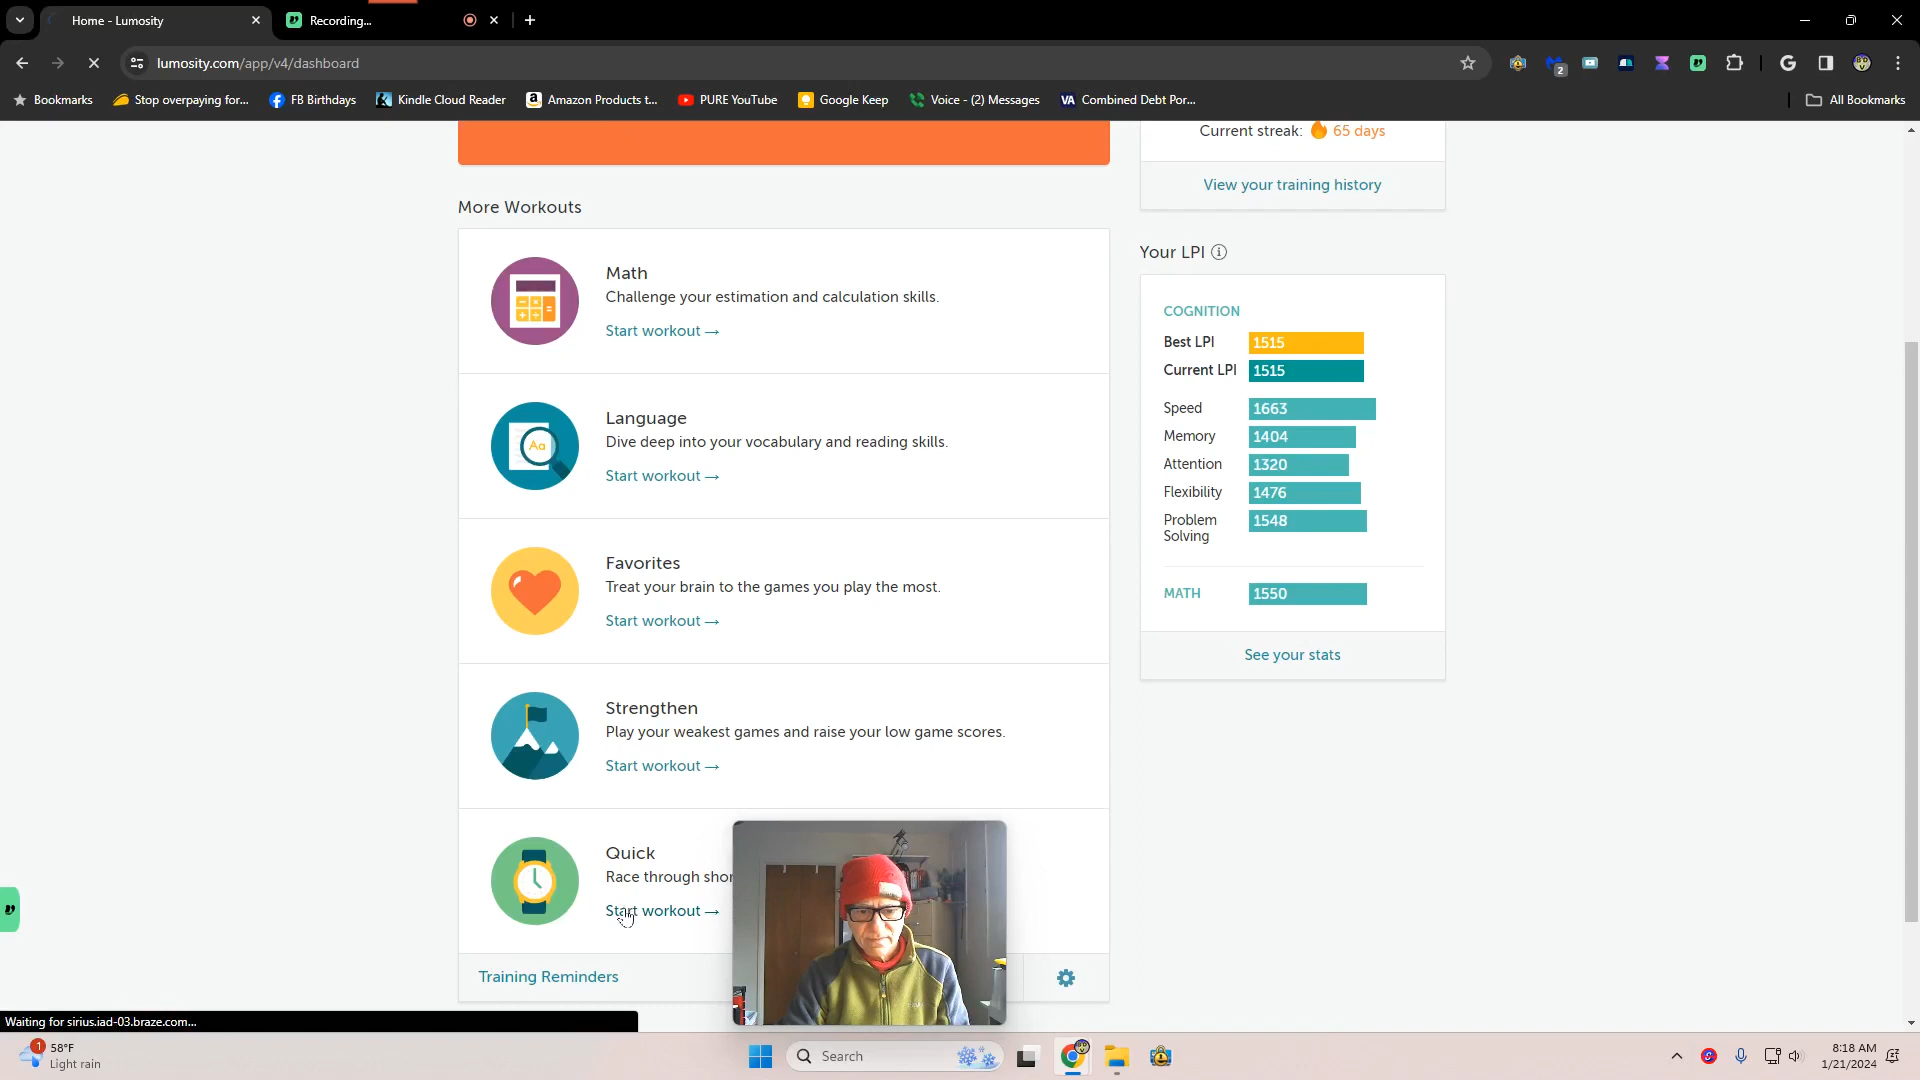 Home - Lumosity
Recording...
lumosity.com/app/v4/dashboard
2
Bookmarks
Stop overpaying for...
FB Birthdays
Kindle Cloud Reader
Amazon Products t...
PURE YouTube
Google Keep
Voice - (2) Messages
VA Combined Debt Por...
All Bookmarks
Current streak: 65 days
View your training history
More Workouts
Math
Challenge your estimation and calculation skills.
Start workout →
Language
Dive deep into your vocabulary and reading skills.
Start workout →
Aa
Favorites
Treat your brain to the games you play the most.
Start workout →
Strengthen
Play your weakest games and raise your low game scores.
Start workout →
Quick
Race through shor
Start workout →
Training Reminders
Your LPI
COGNITION
Best LPI 1515
Current LPI 1515
Speed 1663
Memory 1404
Attention 1320
Flexibility 1476
Problem Solving 1548
MATH 1550
See your stats
Waiting for sirius.iad-03.braze.com...
1
58°F
Light rain
Search
8:18 AM
1/21/2024